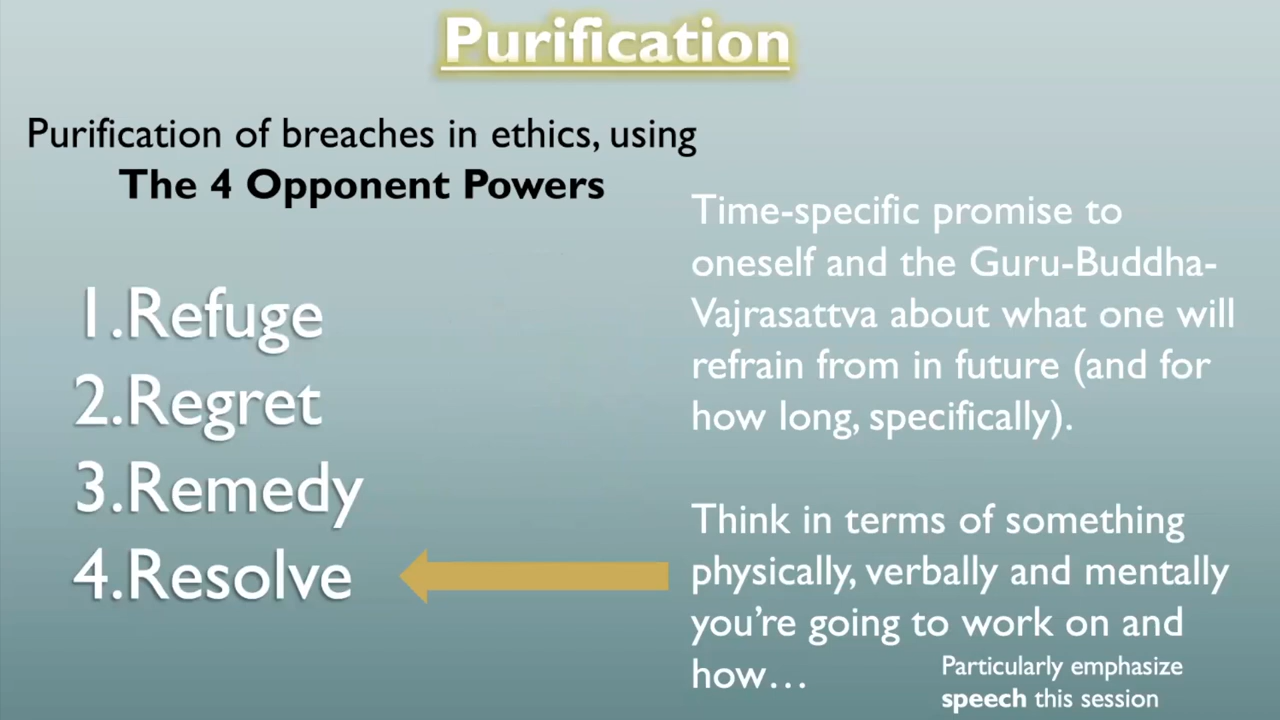 Purification
Purification of breaches in ethics, using
The 4 Opponent Powers
1.Refuge
2.Regret
3.Remedy
4.Resolve
Time-specific promise to
oneself and the Guru-Buddha-
Vajrasattva about what one will
refrain from in future (and for
how long, specifically).
Think in terms of something
physically, verbally and mentally
you’re going to work on and
how…
Particularly emphasize
speech this session